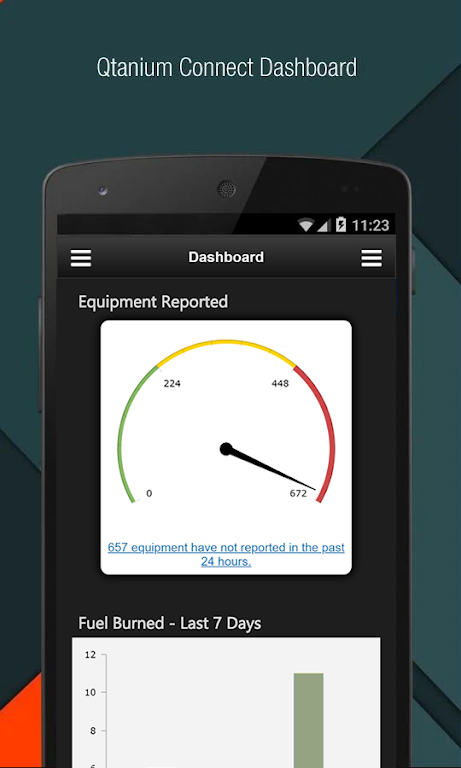 Qtanium Connect Dashboard
11:23
Dashboard
Equipment Reported
224
448
0
672
657 equipment have not reported in the past
24 hours.
Fuel Burned - Last 7 Days
12
10
8